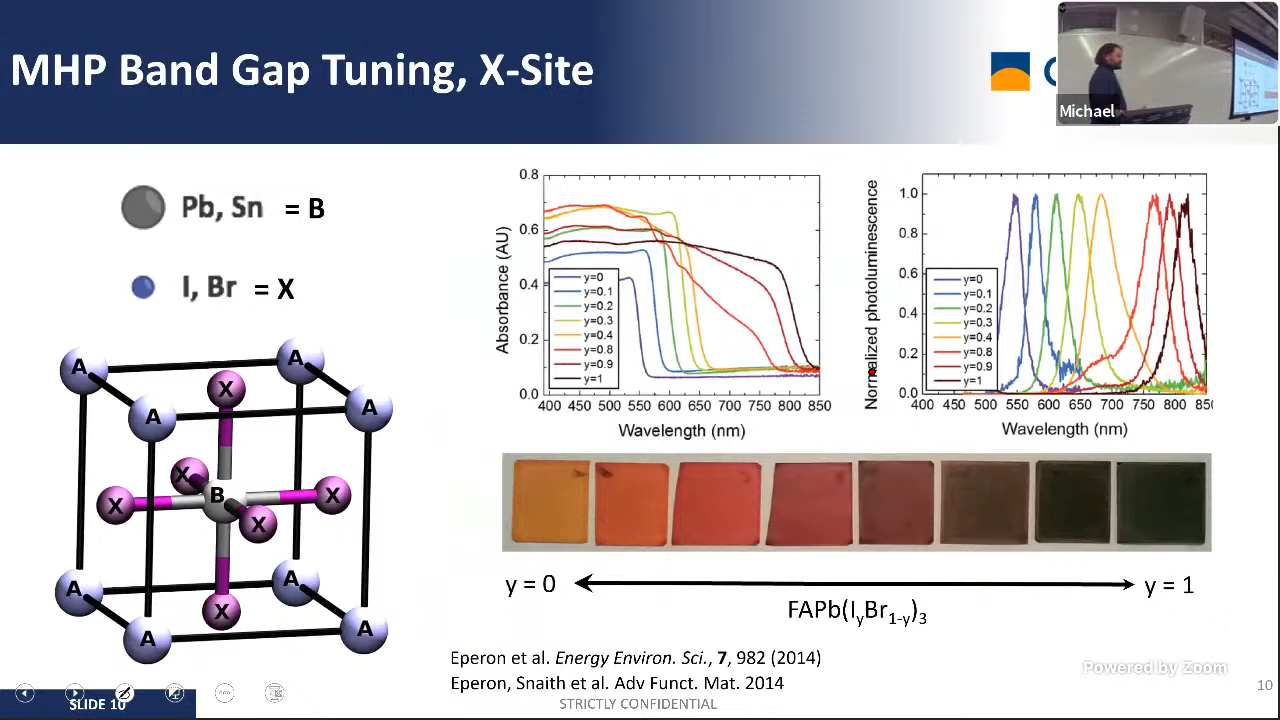 MHP Band Gap Tuning, X-Site
Michael
Pb, Sn = B
I, Br = X
A
A
A
A
X
X
X
B
X
X
X
A
A
A
A
Absorbance (AU)
0.8
0.6
0.4
0.2
0.0
y=0
y=0.1
y=0.2
y=0.3
y=0.4
y=0.8
y=0.9
y=1
400 450 500 550 600 650 700 750 800 850
Wavelength (nm)
Normalized photoluminescence
1.0
0.8
0.6
0.4
0.2
0.0
y=0
y=0.1
y=0.2
y=0.3
y=0.4
y=0.8
y=0.9
y=1
400 450 500 550 600 650 700 750 800
Wavelength (nm)
y = 0
y = 1
FAPb(IyBr1-y)3
Eperon et al. Energy Environ. Sci., 7, 982 (2014)
Eperon, Snaith et al. Adv Funct. Mat. 2014
Powered by Zoom
SLIDE 10
STRICTLY CONFIDENTIAL
10